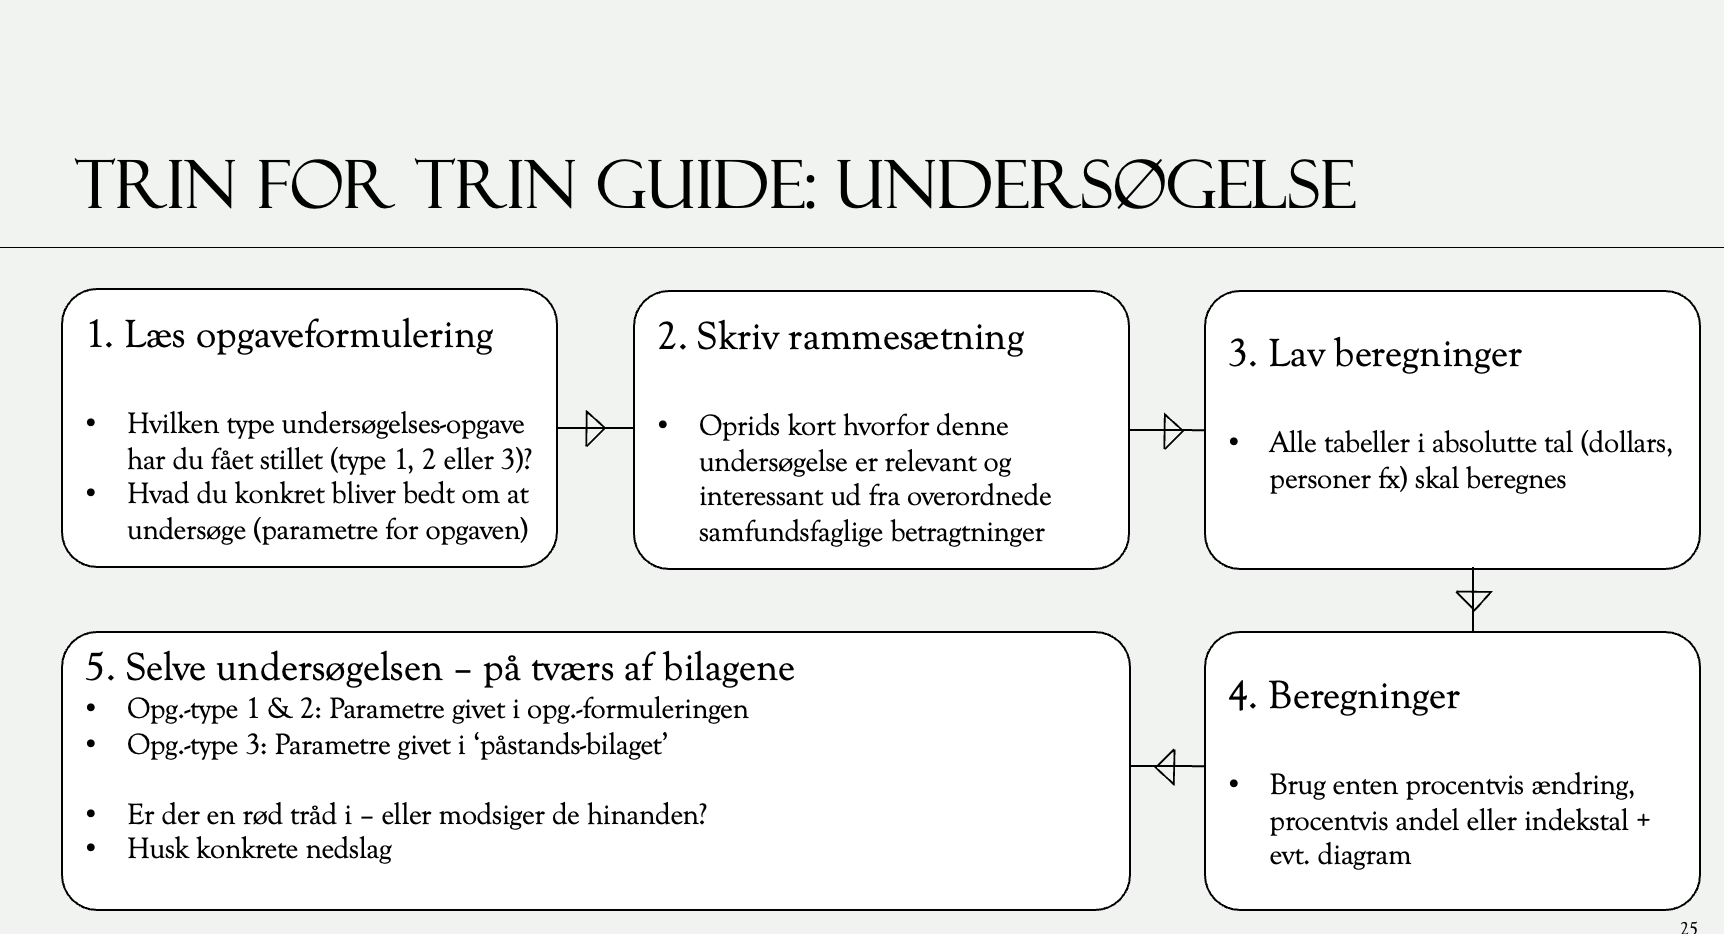 TRIN FOR TRIN GUIDE: UNDERSØGELSE
1. Læs opgaveformulering
• Hvilken type undersøgelses-opgave
har du fået stillet (type 1, 2 eller 3)?
• Hvad du konkret bliver bedt om at
undersøge (parametre for opgaven)
2. Skriv rammesætning
• Oprids kort hvorfor denne
undersøgelse er relevant og
interessant ud fra overordnede
samfundsfaglige betragtninger
3. Lav beregninger
• Alle tabeller i absolutte tal (dollars,
personer fx) skal beregnes
4. Beregninger
• Brug enten procentvis ændring,
procentvis andel eller indekstal +
evt. diagram
5. Selve undersøgelsen – på tværs af bilagene
• Opg.-type 1 & 2: Parametre givet i opg.-formuleringen
• Opg.-type 3: Parametre givet i ‘påstands-bilaget’
• Er der en rød tråd i – eller modsiger de hinanden?
• Husk konkrete nedslag
25